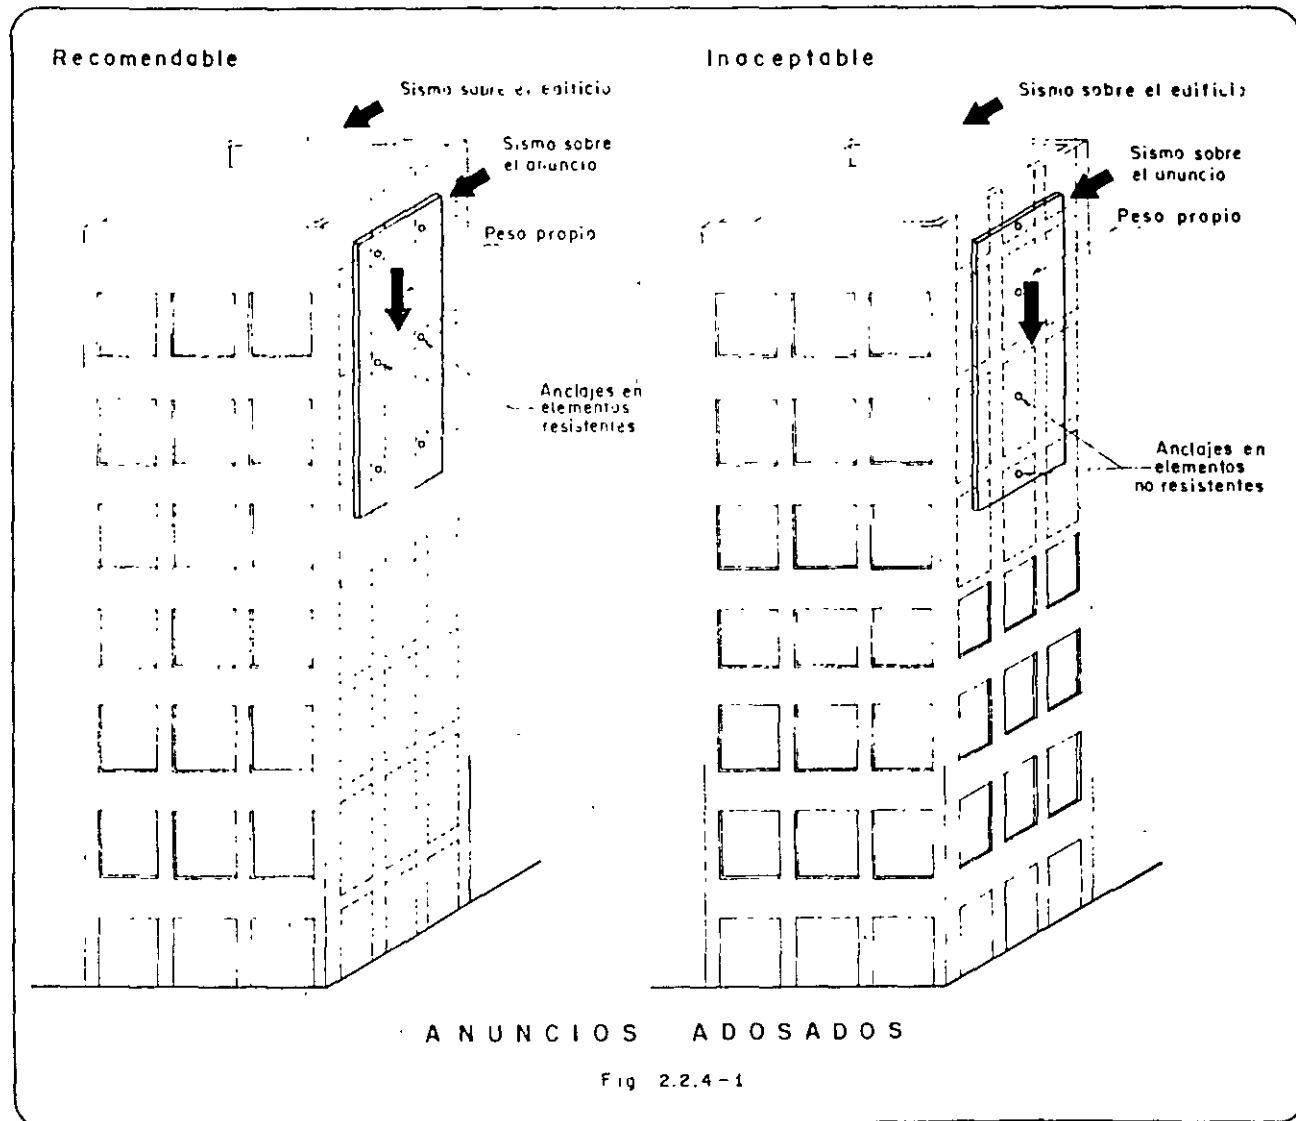 Recomendable
Sismo sobre el edificio
Sismo sobre
el anuncio
Peso propio
Anclajes en
elementos
resistentes
Inaceptable
Sismo sobre el edificio
Sismo sobre
el anuncio
Peso propio
Anclajes en
elementos
no resistentes
ANUNCIOS ADOSADOS
Fig 2.2.4-1